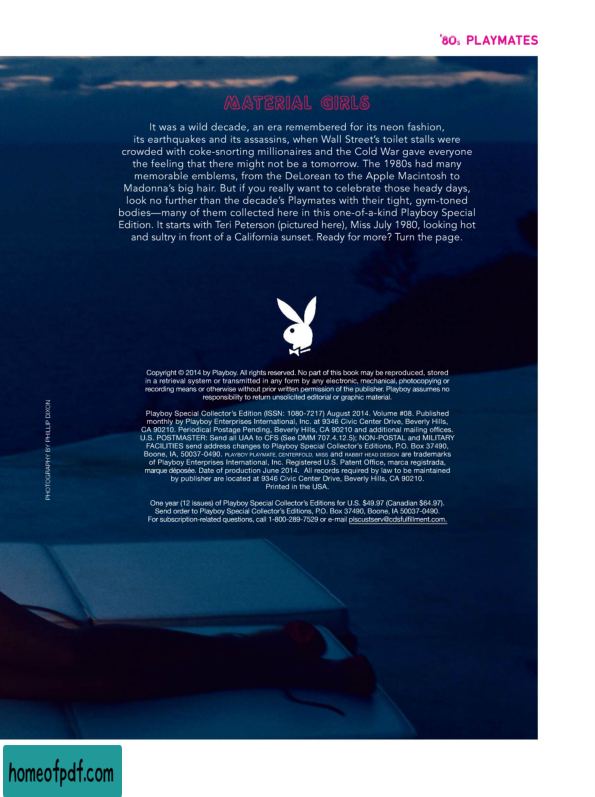 '80s PLAYMATES
MATERIAL GIRLS
It was a wild decade, an era remembered for its neon fashion,
its earthquakes and its assassins, when Wall Street's toilet stalls were
crowded with coke-snorting millionaires and the Cold War gave everyone
the feeling that there might not be a tomorrow. The 1980s had many
memorable emblems, from the DeLorean to the Apple Macintosh to
Madonna's big hair. But if you really want to celebrate those heady days,
look no further than the decade's Playmates with their tight, gym-toned
bodies—many of them collected here in this one-of-a-kind Playboy Special
Edition. It starts with Teri Peterson (pictured here), Miss July 1980, looking hot
and sultry in front of a California sunset. Ready for more? Turn the page.
Copyright © 2014 by Playboy. All rights reserved. No part of this book may be reproduced, stored
in a retrieval system or transmitted in any form by any electronic, mechanical, photocopying or
recording means or otherwise without prior written permission of the publisher. Playboy assumes no
responsibility to return unsolicited editorial or graphic material.
Playboy Special Collector's Edition (ISSN: 1080-7217) August 2014. Volume #08. Published
monthly by Playboy Enterprises International, Inc. at 9346 Civic Center Drive, Beverly Hills,
CA 90210. Periodical Postage Pending, Beverly Hills, CA 90210 and additional mailing offices.
U.S. POSTMASTER: Send all UAA to CFS (See DMM 707.4.12.5); NON-POSTAL and MILITARY
FACILITIES send address changes to Playboy Special Collector's Editions, P.O. Box 37490,
Boone, IA, 50037-0490. PLAYBOY PLAYMATE, CENTERFOLD, MISS and RABBIT HEAD DESIGN are trademarks
of Playboy Enterprises International, Inc. Registered U.S. Patent Office, marca registrada,
marque déposée. Date of production June 2014. All records required by law to be maintained
by publisher are located at 9346 Civic Center Drive, Beverly Hills, CA 90210.
Printed in the USA.
One year (12 issues) of Playboy Special Collector's Editions for U.S. $49.97 (Canadian $64.97).
Send order to Playboy Special Collector's Editions, P.O. Box 37490, Boone, IA 50037-0490.
For subscription-related questions, call 1-800-289-7529 or e-mail plscustserv@cdsfulfillment.com.
PHOTOGRAPHY BY PHILLIP DIXON
homeofpdf.com